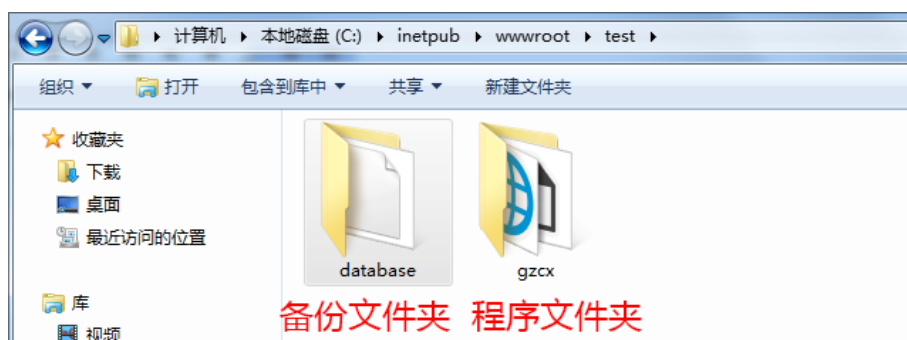 计算机 本地磁盘 (C:) inetpub wwwroot test
组织 打开 包含到库中 共享 新建文件夹
收藏夹
下载
桌面
最近访问的位置
库
视频
database gzcx
备份文件夹 程序文件夹